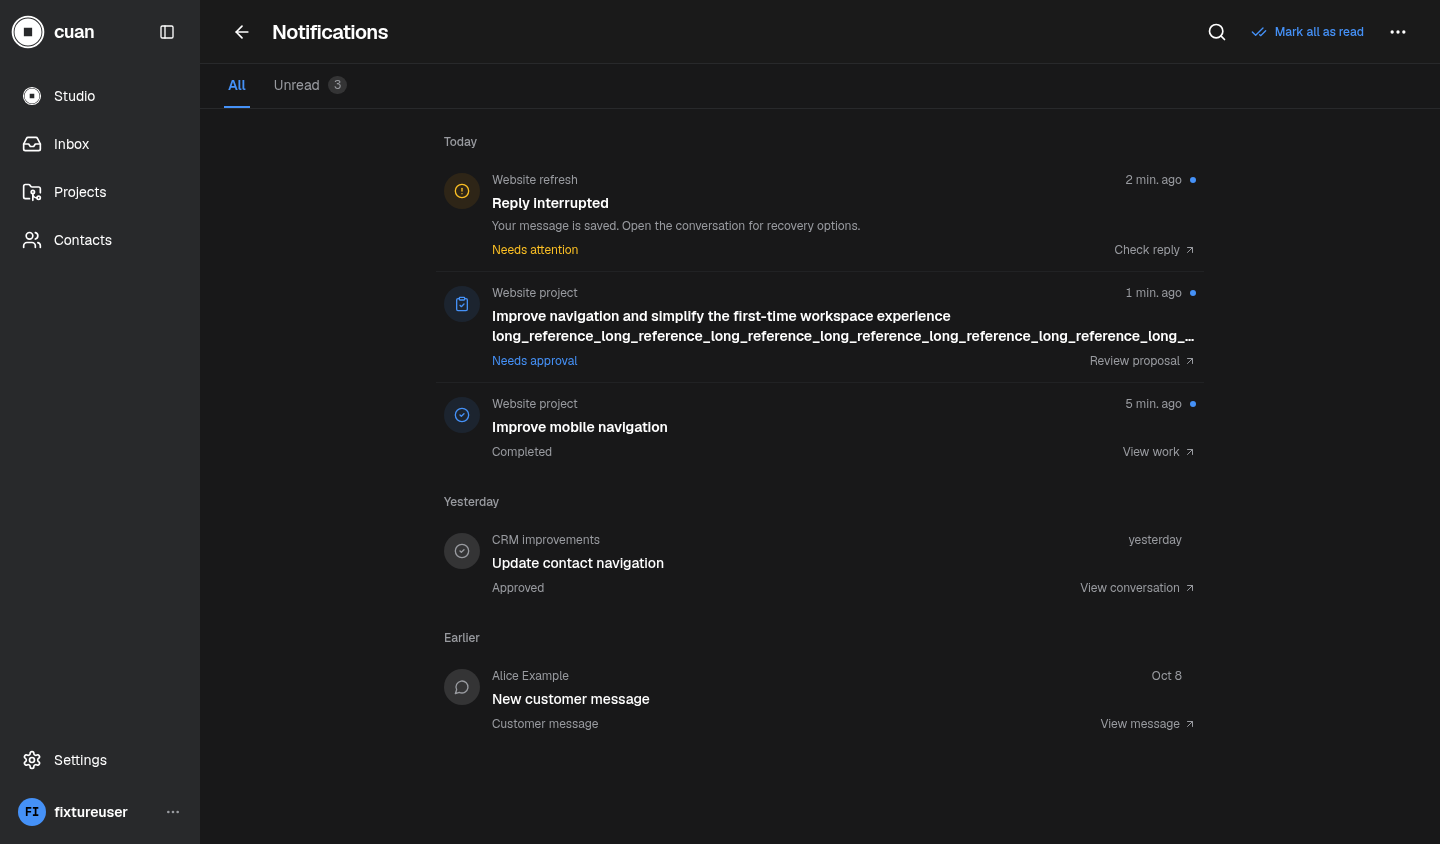 cuan
Notifications
Mark all as read
Studio
Inbox
Projects
Contacts
All
Unread 3
Today
Website refresh 2 min. ago
Reply interrupted
Your message is saved. Open the conversation for recovery options.
Needs attention Check reply
Website project 1 min. ago
Improve navigation and simplify the first-time workspace experience
long_reference_long_reference_long_reference_long_reference_long_reference_long_reference_long_reference_long_…
Needs approval Review proposal
Website project 5 min. ago
Improve mobile navigation
Completed View work
Yesterday
CRM improvements yesterday
Update contact navigation
Approved View conversation
Earlier
Alice Example Oct 8
New customer message
Customer message View message
Settings
FI fixtureuser